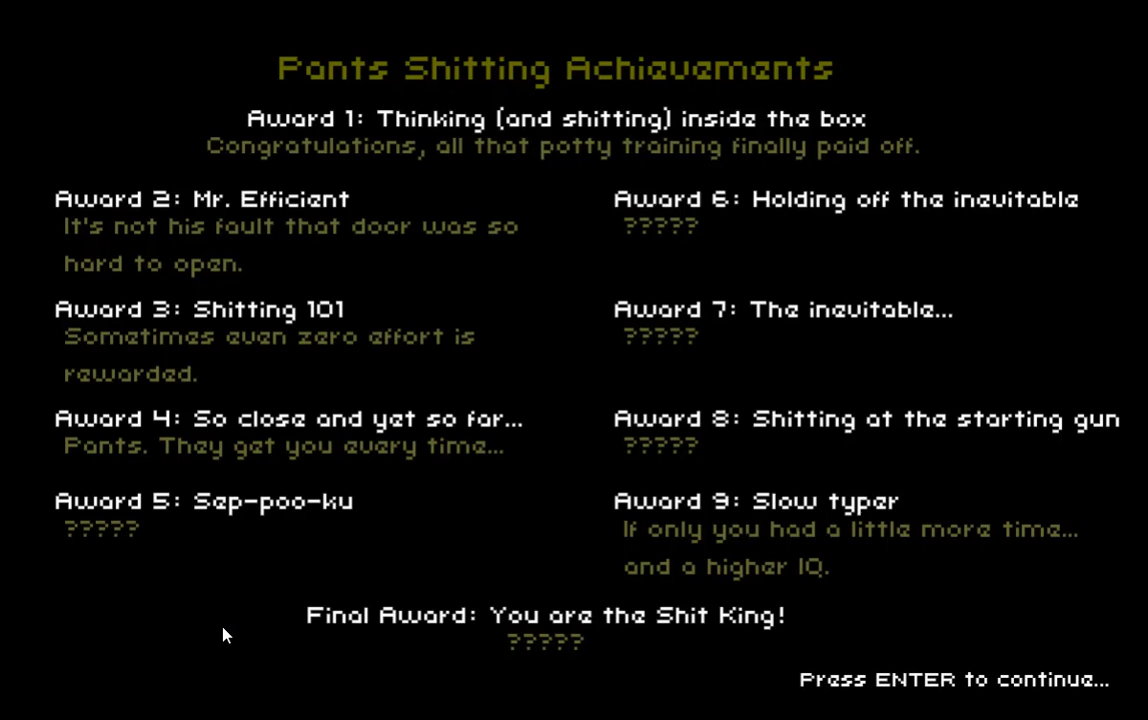 Pants Shitting Achievements
Award 1: Thinking (and shitting) inside the box
Congratulations, all that potty training finally paid off.
Award 2: Mr. Efficient
It's not his fault that door was so
hard to open.
Award 3: Shitting 101
Sometimes even zero effort is
rewarded.
Award 4: So close and yet so far...
Pants. They get you every time...
Award 5: Sep-poo-ku
?????
Award 6: Holding off the inevitable
?????
Award 7: The inevitable...
?????
Award 8: Shitting at the starting gun
?????
Award 9: Slow typer
If only you had a little more time...
and a higher IQ.
Final Award: You are the Shit King!
?????
Press ENTER to continue...